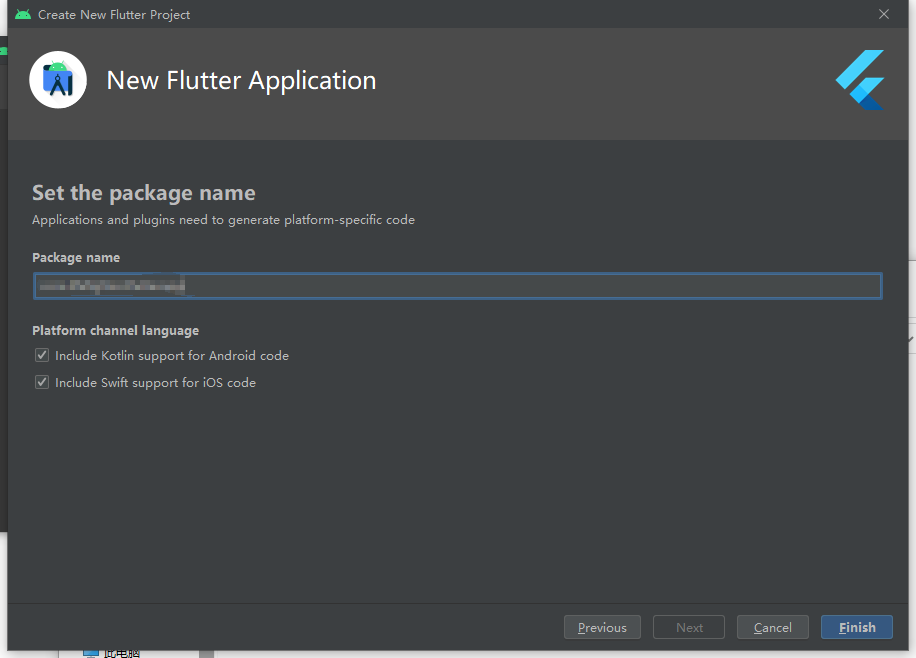 Create New Flutter Project
New Flutter Application
Set the package name
Applications and plugins need to generate platform-specific code
Package name
Platform channel language
Include Kotlin support for Android code
Include Swift support for iOS code
Previous
Next
Cancel
Finish
此电脑